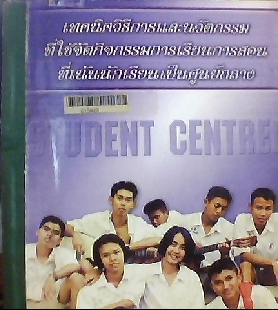 เทคนิควิธีการและนวัตกรรม
ที่ใช้จัดกิจกรรมการเรียนการสอน
ที่เน้นนักเรียนเป็นศูนย์กลาง
STUDENT CENTRE